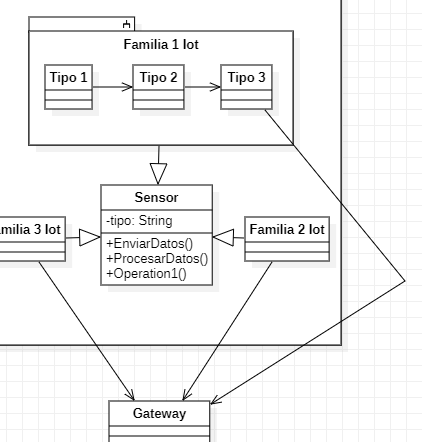 Familia 1 Iot
Tipo 1
Tipo 2
Tipo 3
Sensor
-tipo: String
+EnviarDatos()
+ProcesarDatos()
+Operation1()
milia 3 Iot
Familia 2 Iot
Gateway